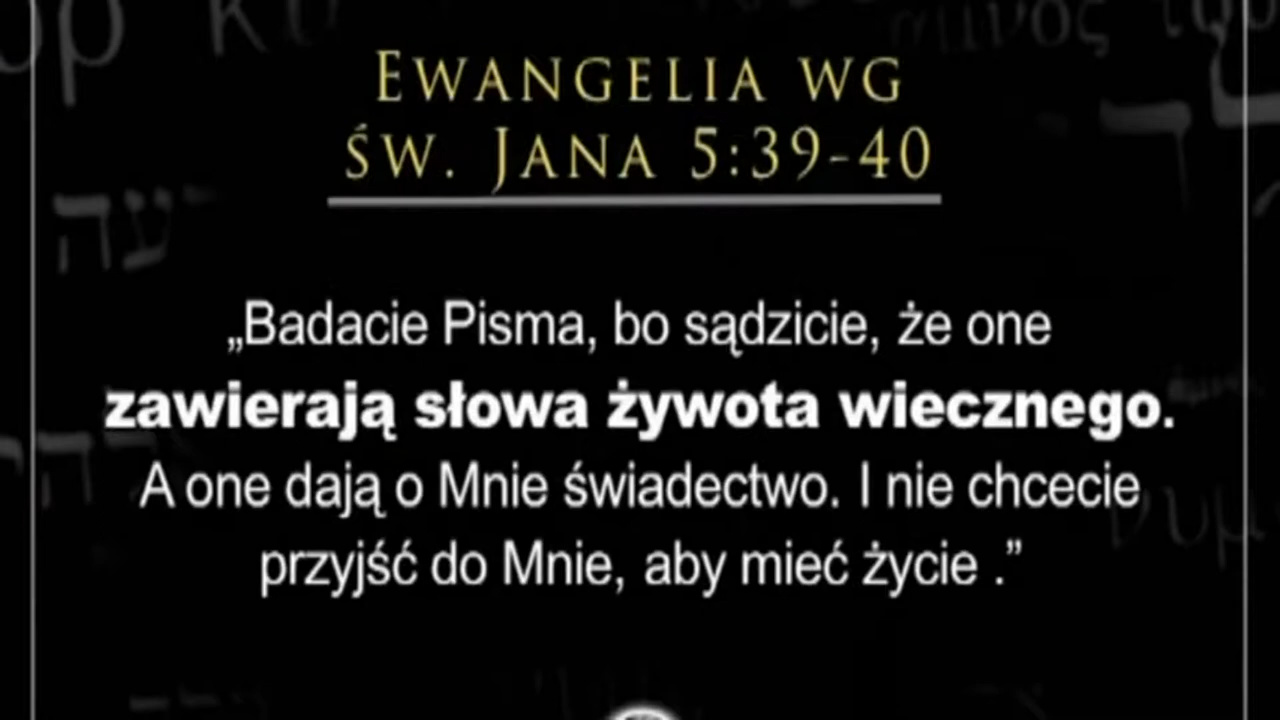 EWANGELIA WG
ŚW. JANA 5:39-40
„Badacie Pisma, bo sądzicie, że one
zawierają słowa żywota wiecznego.
A one dają o Mnie świadectwo. I nie chcecie
przyjść do Mnie, aby mieć życie .”